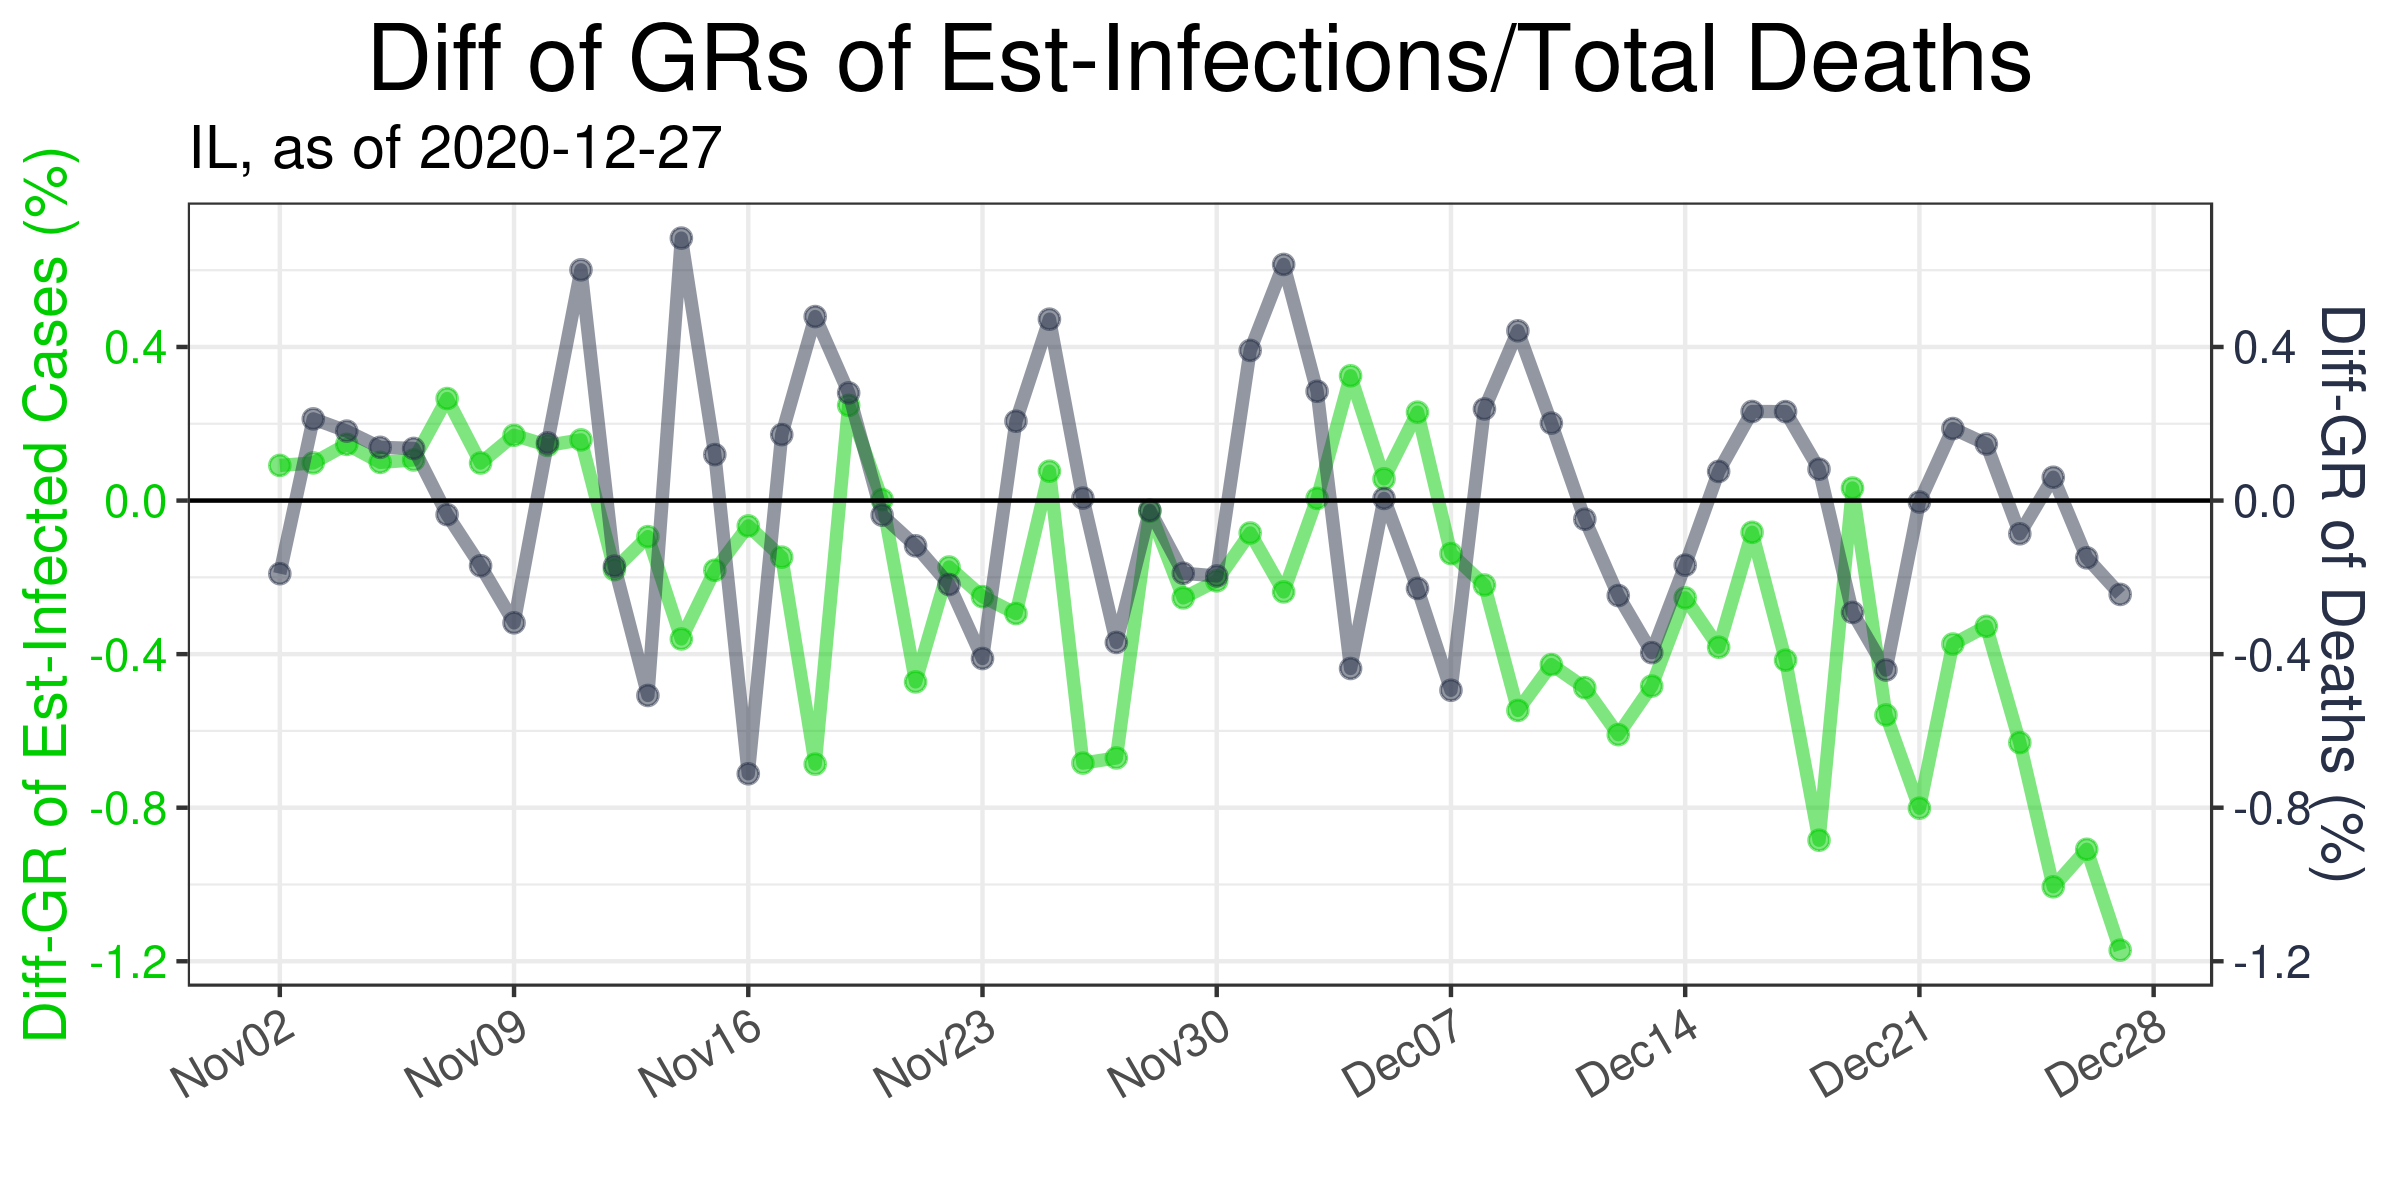 Diff of GRs of Est-Infections/Total Deaths
IL, as of 2020-12-27
Diff-GR of Est-Infected Cases (%)
0.4
0.0
-0.4
-0.8
-1.2
0.4
0.0
-0.4
-0.8
-1.2
Diff-GR of Deaths (%)
Nov02 Nov09 Nov16 Nov23 Nov30 Dec07 Dec14 Dec21 Dec28